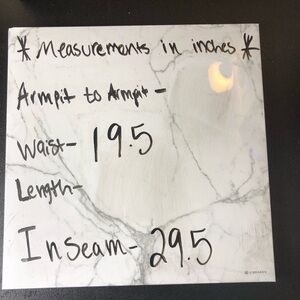 * Measurements in inches *
Armpit to Armpit -
Waist - 19.5
Length -
Inseam - 29.5